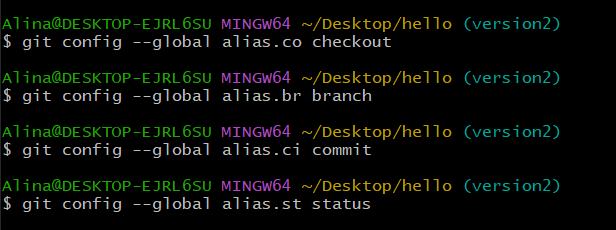 Alina@DESKTOP-EJRL6SU MINGW64 ~/Desktop/hello (version2)
$ git config --global alias.co checkout
Alina@DESKTOP-EJRL6SU MINGW64 ~/Desktop/hello (version2)
$ git config --global alias.br branch
Alina@DESKTOP-EJRL6SU MINGW64 ~/Desktop/hello (version2)
$ git config --global alias.ci commit
Alina@DESKTOP-EJRL6SU MINGW64 ~/Desktop/hello (version2)
$ git config --global alias.st status